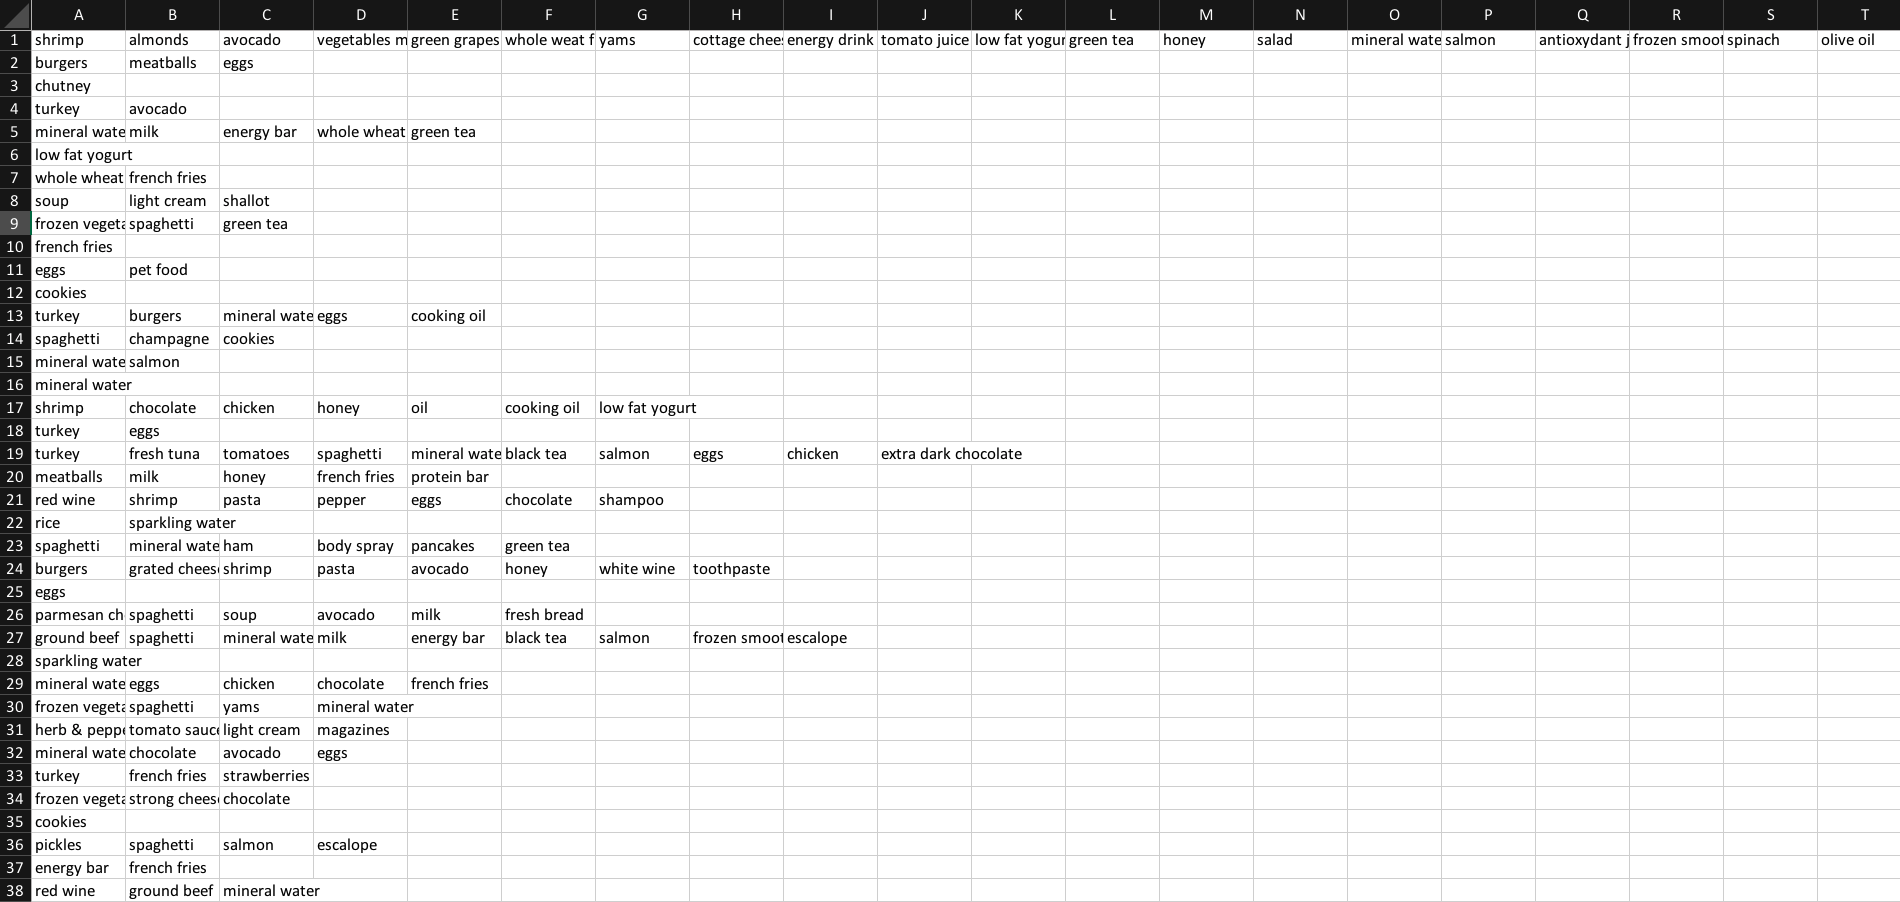 A B C D E F G H I J K L M N O P Q R S T
1 shrimp almonds avocado vegetables m green grapes whole weat f yams cottage chees energy drink tomato juice low fat yogur green tea honey salad mineral wate salmon antioxydant j frozen smoot spinach olive oil
2 burgers meatballs eggs
3 chutney
4 turkey avocado
5 mineral wate milk energy bar whole wheat green tea
6 low fat yogurt
7 whole wheat french fries
8 soup light cream shallot
9 frozen vegeta spaghetti green tea
10 french fries
11 eggs pet food
12 cookies
13 turkey burgers mineral wate eggs cooking oil
14 spaghetti champagne cookies
15 mineral wate salmon
16 mineral water
17 shrimp chocolate chicken honey oil cooking oil low fat yogurt
18 turkey eggs
19 turkey fresh tuna tomatoes spaghetti mineral wate black tea salmon eggs chicken extra dark chocolate
20 meatballs milk honey french fries protein bar
21 red wine shrimp pasta pepper eggs chocolate shampoo
22 rice sparkling water
23 spaghetti mineral wate ham body spray pancakes green tea
24 burgers grated cheese shrimp pasta avocado honey white wine toothpaste
25 eggs
26 parmesan ch spaghetti soup avocado milk fresh bread
27 ground beef spaghetti mineral wate milk energy bar black tea salmon frozen smoot escalope
28 sparkling water
29 mineral wate eggs chicken chocolate french fries
30 frozen vegeta spaghetti yams mineral water
31 herb & peppe tomato sauce light cream magazines
32 mineral wate chocolate avocado eggs
33 turkey french fries strawberries
34 frozen vegeta strong cheese chocolate
35 cookies
36 pickles spaghetti salmon escalope
37 energy bar french fries
38 red wine ground beef mineral water